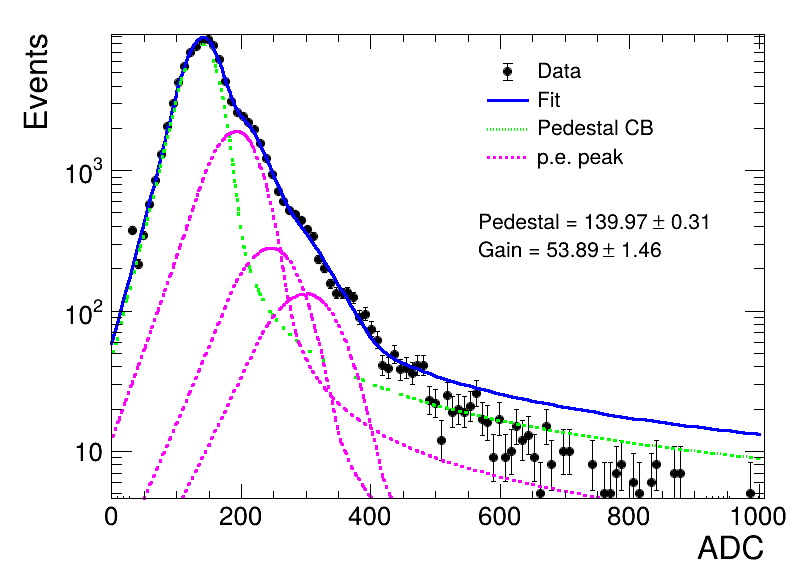 Events
Data
Fit
Pedestal CB
p.e. peak
Pedestal = 139.97 ± 0.31
Gain = 53.89 ± 1.46
10³
10²
10
0 200 400 600 800 1000
ADC